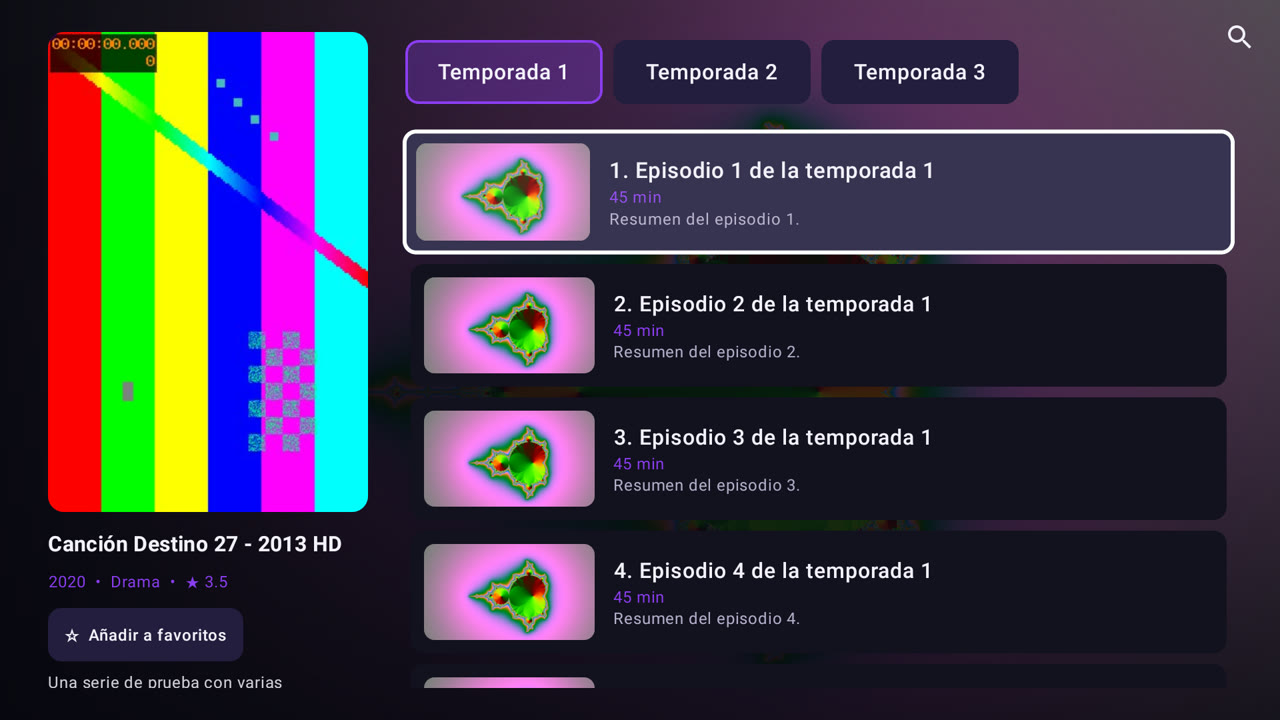 00:00:00.000
0
Canción Destino 27 - 2013 HD
2020 • Drama • ★ 3.5
☆ Añadir a favoritos
Una serie de prueba con varias
Temporada 1
Temporada 2
Temporada 3
1. Episodio 1 de la temporada 1
45 min
Resumen del episodio 1.
2. Episodio 2 de la temporada 1
45 min
Resumen del episodio 2.
3. Episodio 3 de la temporada 1
45 min
Resumen del episodio 3.
4. Episodio 4 de la temporada 1
45 min
Resumen del episodio 4.